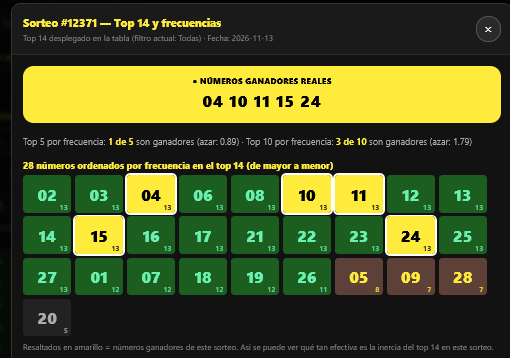 Sorteo #12371 — Top 14 y frecuencias
Top 14 desplegado en la tabla (filtro actual: Todas) · Fecha: 2026-11-13
×
• NÚMEROS GANADORES REALES
04 10 11 15 24
Top 5 por frecuencia: 1 de 5 son ganadores (azar: 0.89) · Top 10 por frecuencia: 3 de 10 son ganadores (azar: 1.79)
28 números ordenados por frecuencia en el top 14 (de mayor a menor)
02 13 03 13 04 13 06 13 08 13 10 13 11 13 12 13 13 13
14 13 15 13 16 13 17 13 21 13 22 13 23 13 24 13 25 13
27 13 01 12 07 12 18 12 19 12 26 11 05 8 09 7 28 7
20 5
Resaltados en amarillo = números ganadores de este sorteo. Así se puede ver qué tan efectiva es la inercia del top 14 en este sorteo.